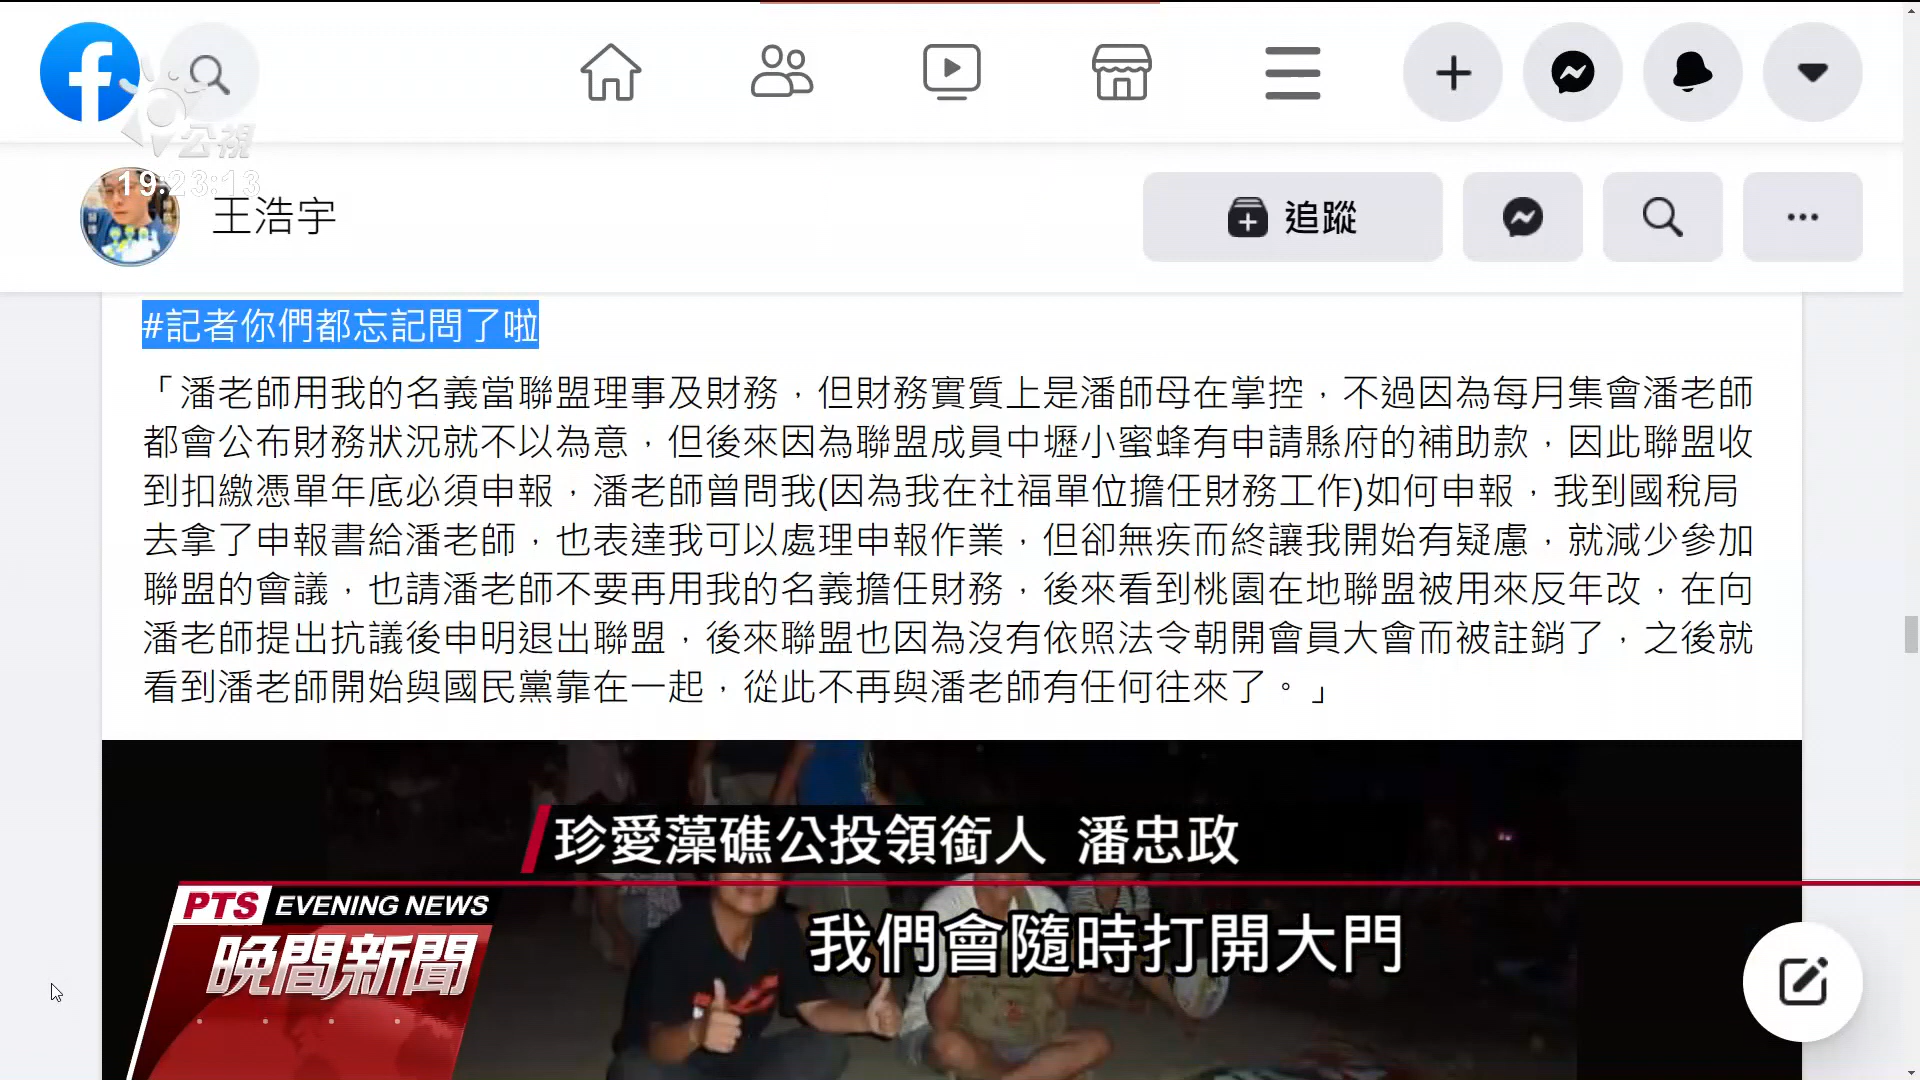 公視
19:23:13
王浩宇
追蹤
#記者你們都忘記問了啦
「潘老師用我的名義當聯盟理事及財務，但財務實質上是潘師母在掌控，不過因為每月集會潘老師
都會公布財務狀況就不以為意，但後來因為聯盟成員中壢小蜜蜂有申請縣府的補助款，因此聯盟收
到扣繳憑單年底必須申報，潘老師曾問我(因為我在社福單位擔任財務工作)如何申報，我到國稅局
去拿了申報書給潘老師，也表達我可以處理申報作業，但卻無疾而終讓我開始有疑慮，就減少參加
聯盟的會議，也請潘老師不要再用我的名義擔任財務，後來看到桃園在地聯盟被用來反年改，在向
潘老師提出抗議後申明退出聯盟，後來聯盟也因為沒有依照法令朝開會員大會而被註銷了，之後就
看到潘老師開始與國民黨靠在一起，從此不再與潘老師有任何往來了。」
珍愛藻礁公投領銜人 潘忠政
PTS EVENING NEWS
晚間新聞
我們會隨時打開大門